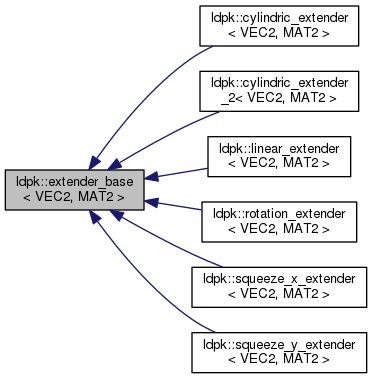 ldpk::cylindric_extender
< VEC2, MAT2 >
ldpk::cylindric_extender
_2< VEC2, MAT2 >
ldpk::linear_extender
< VEC2, MAT2 >
ldpk::extender_base
< VEC2, MAT2 >
ldpk::rotation_extender
< VEC2, MAT2 >
ldpk::squeeze_x_extender
< VEC2, MAT2 >
ldpk::squeeze_y_extender
< VEC2, MAT2 >